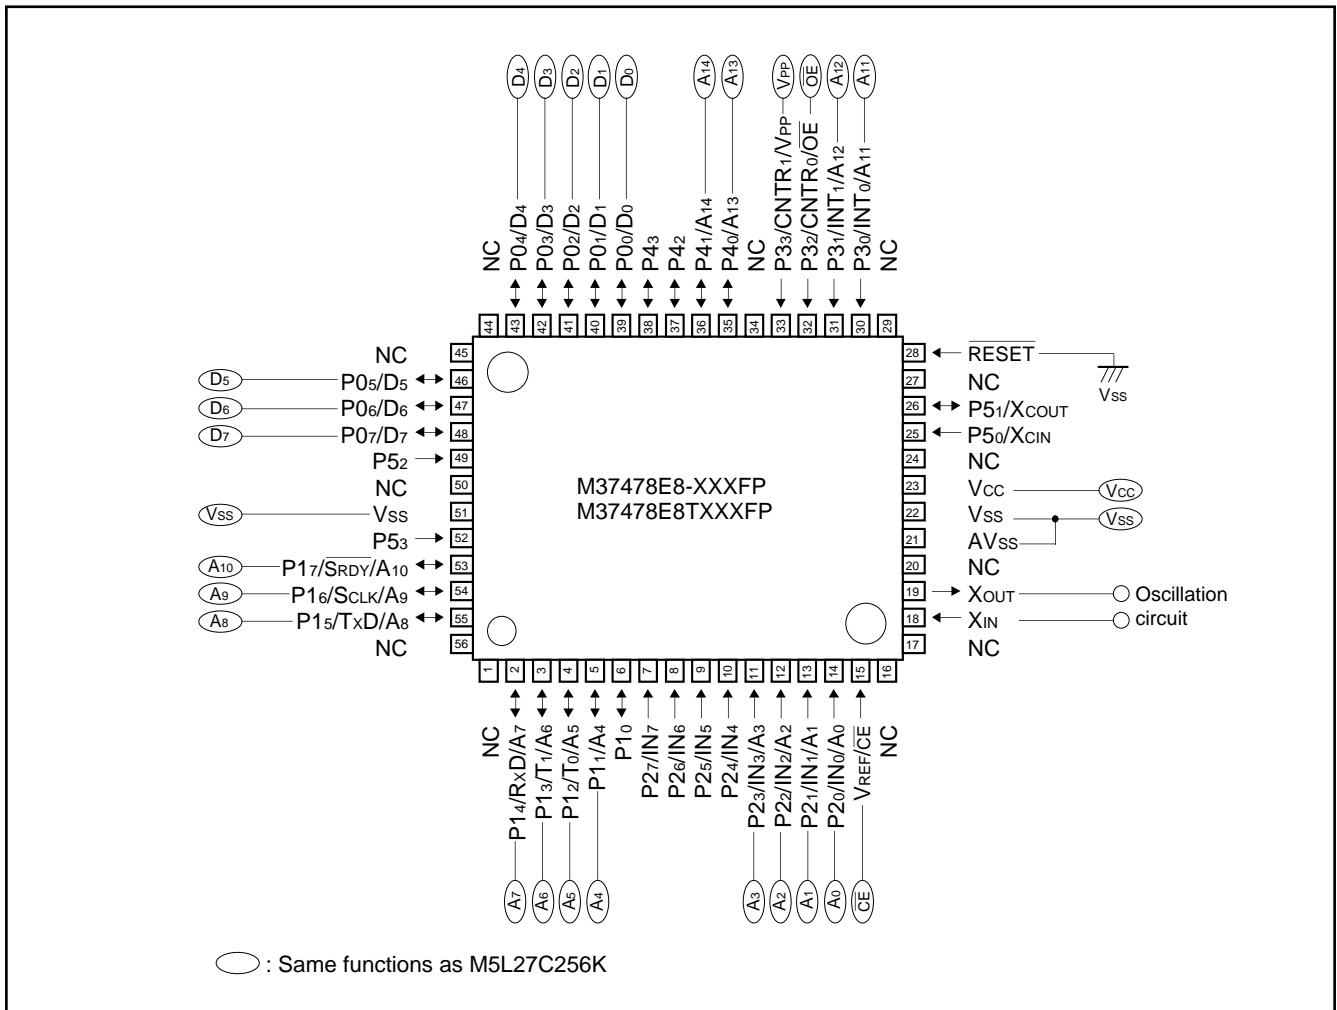 D4 D3 D2 D1 D0 A14 A13 VPP OE A12 A11
NC P04/D4 P03/D3 P02/D2 P01/D1 P00/D0 P43 P42 P41/A14 P40/A13 NC P33/CNTR1/VPP P32/CNTR0/OE P31/INT1/A12 P30/INT0/A11 NC
44 43 42 41 40 39 38 37 36 35 34 33 32 31 30 29
NC 45
D5 P05/D5 46
D6 P06/D6 47
D7 P07/D7 48
P52 49
NC 50
VSS VSS 51
P53 52
A10 P17/SRDY/A10 53
A9 P16/SCLK/A9 54
A8 P15/TXD/A8 55
NC 56
M37478E8-XXXFP
M37478E8TXXXFP
28 RESET
VSS
27 NC
26 P51/XCOUT
25 P50/XCIN
24 NC
23 VCC VCC
22 VSS VSS
21 AVSS
20 NC
19 XOUT Oscillation
18 XIN circuit
17 NC
1 2 3 4 5 6 7 8 9 10 11 12 13 14 15 16
NC P14/RXD/A7 P13/T1/A6 P12/T0/A5 P11/A4 P10 P27/IN7 P26/IN6 P25/IN5 P24/IN4 P23/IN3/A3 P22/IN2/A2 P21/IN1/A1 P20/IN0/A0 VREF/CE NC
A7 A6 A5 A4 A3 A2 A1 A0 CE
: Same functions as M5L27C256K